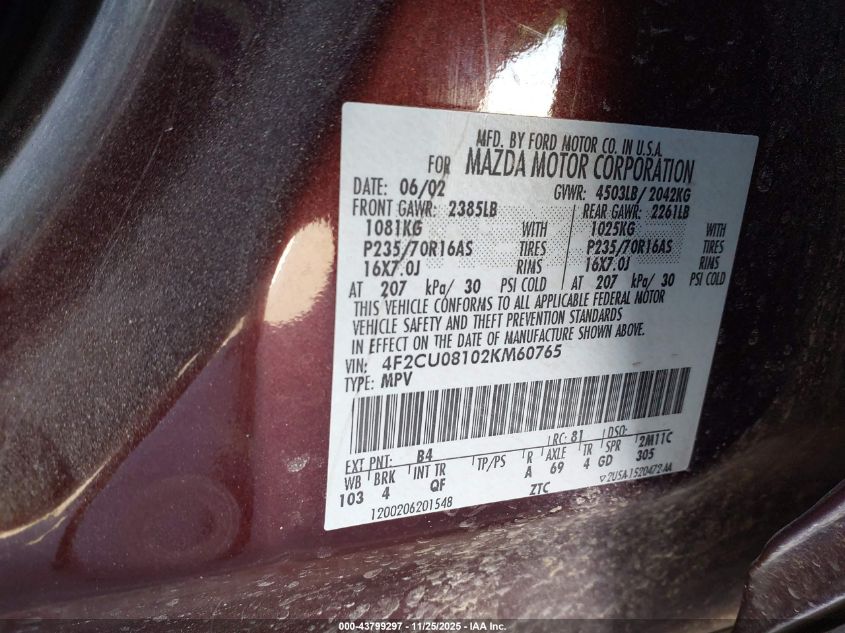 MFD. BY FORD MOTOR CO. IN U.S.A.
FOR MAZDA MOTOR CORPORATION
DATE: 06/02 GVWR: 4503LB/ 2042KG
FRONT GAWR: 2385LB REAR GAWR: 2261LB
1081KG WITH 1025KG WITH
P235/70R16AS TIRES P235/70R16AS TIRES
16X7.0J RIMS 16X7.0J RIMS
AT 207 kPa/ 30 PSI COLD AT 207 kPa/ 30 PSI COLD
THIS VEHICLE CONFORMS TO ALL APPLICABLE FEDERAL MOTOR
VEHICLE SAFETY AND THEFT PREVENTION STANDARDS
IN EFFECT ON THE DATE OF MANUFACTURE SHOWN ABOVE.
VIN: 4F2CU08102KM60765
TYPE: MPV
EXT PNT: B4 RC: 81 DSO:
WB BRK INT TR TP/PS R AXLE TR SPR 2M11C
103 4 QF A 69 4 GD 305
1200206201548 ZTC 2U5A-1520472-AA
000-43799297 - 11/25/2025 - IAA Inc.